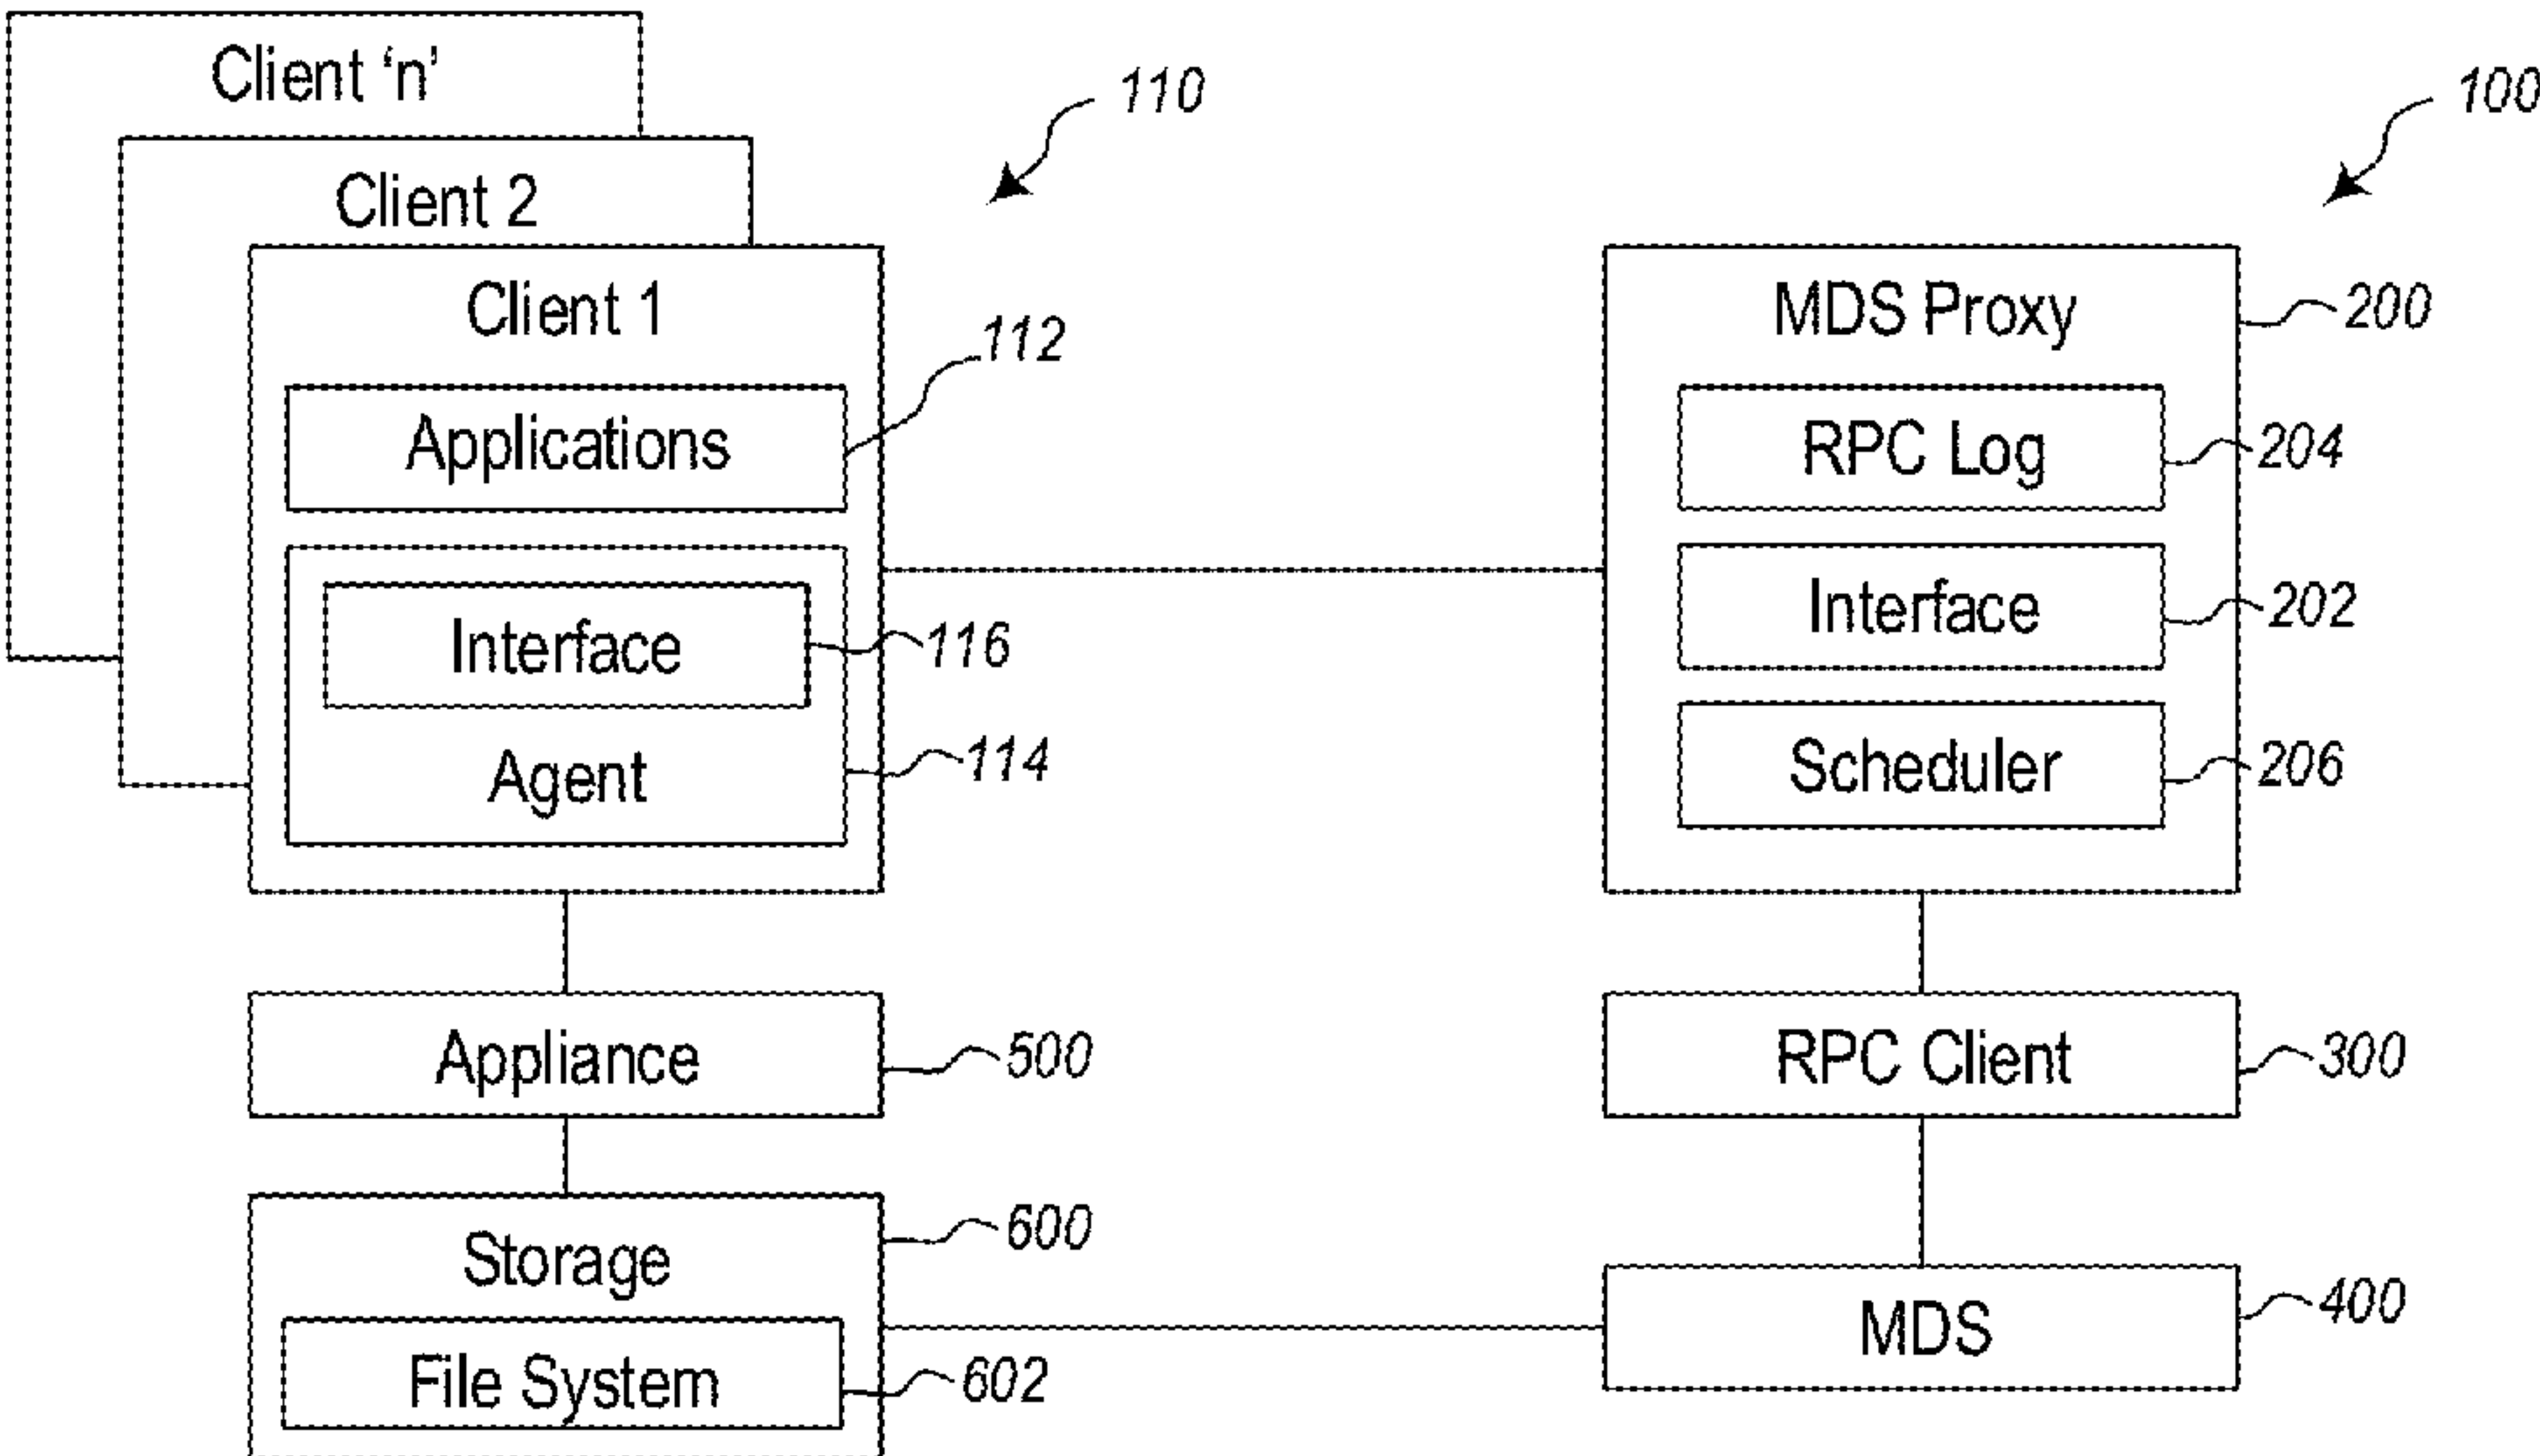 Client ‘n’
110
100
Client 2
Client 1
MDS Proxy
200
112
Applications
RPC Log
204
Interface
116
Interface
202
Agent
114
Scheduler
206
Appliance
500
RPC Client
300
Storage
600
MDS
400
File System
602